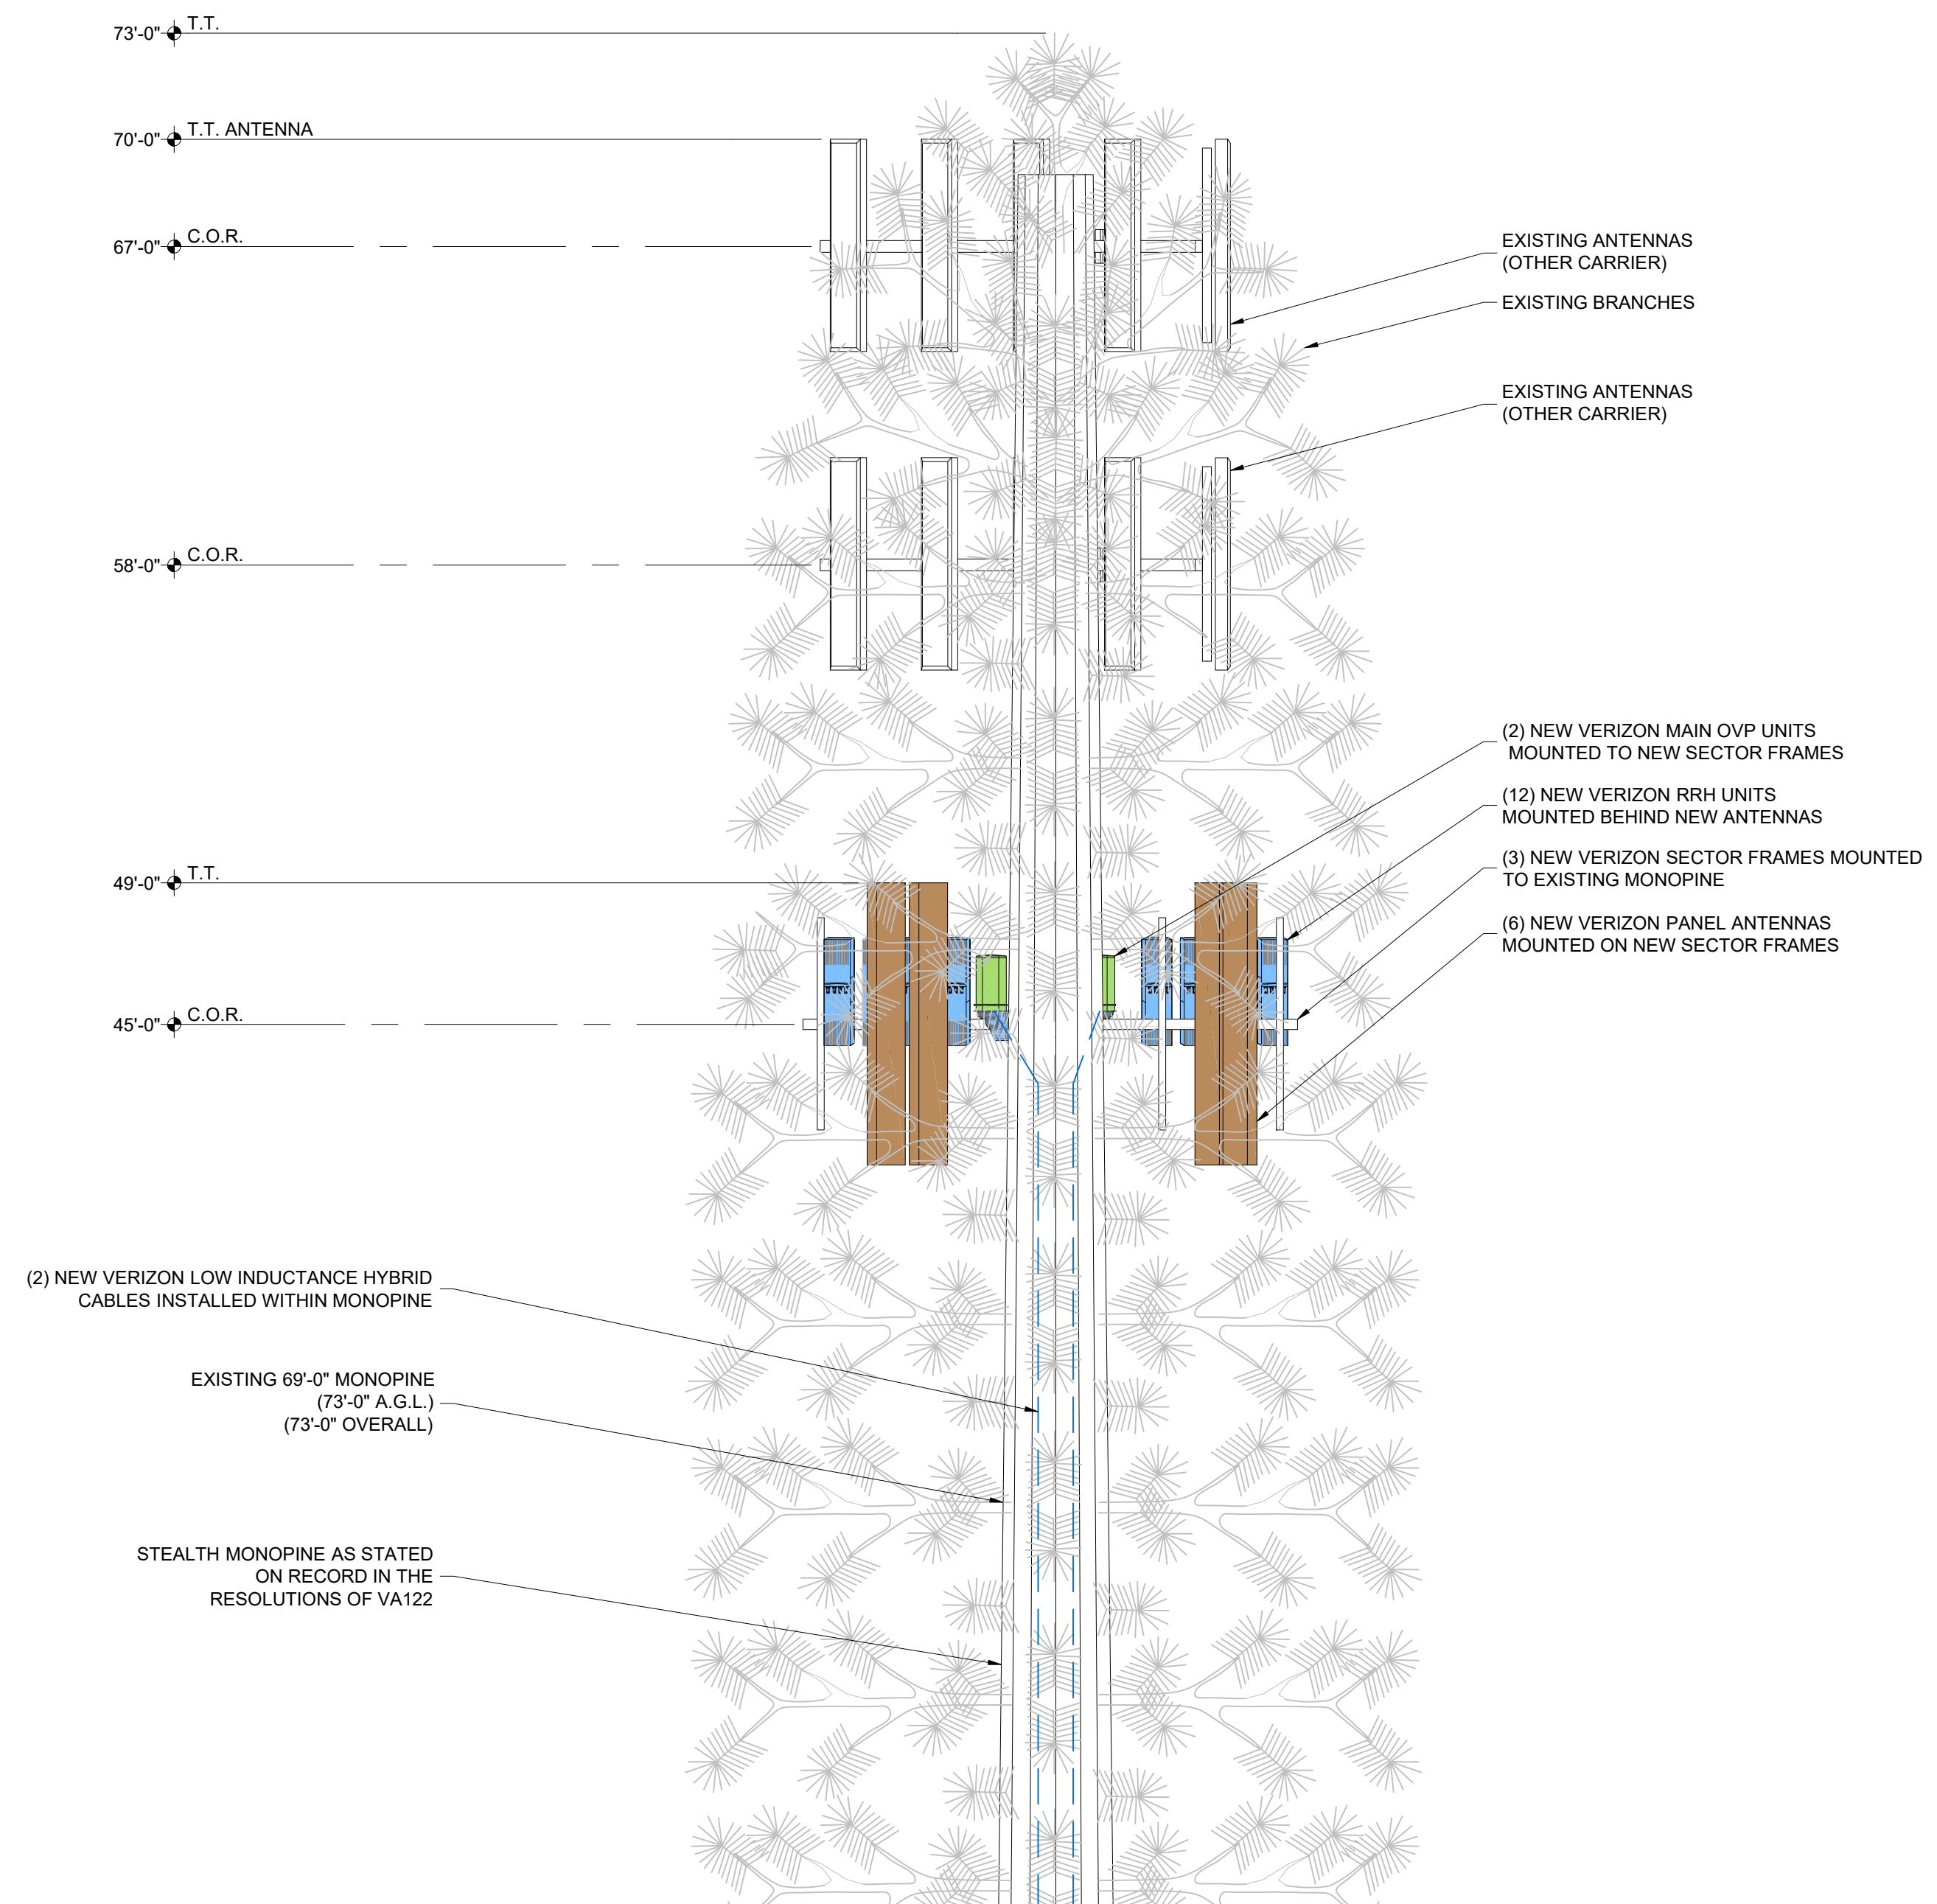 73'-0" T.T.
70'-0" T.T. ANTENNA
67'-0" C.O.R.
EXISTING ANTENNAS
(OTHER CARRIER)
EXISTING BRANCHES
EXISTING ANTENNAS
(OTHER CARRIER)
58'-0" C.O.R.
(2) NEW VERIZON MAIN OVP UNITS
MOUNTED TO NEW SECTOR FRAMES
(12) NEW VERIZON RRH UNITS
MOUNTED BEHIND NEW ANTENNAS
(3) NEW VERIZON SECTOR FRAMES MOUNTED
TO EXISTING MONOPINE
49'-0" T.T.
(6) NEW VERIZON PANEL ANTENNAS
MOUNTED ON NEW SECTOR FRAMES
45'-0" C.O.R.
(2) NEW VERIZON LOW INDUCTANCE HYBRID
CABLES INSTALLED WITHIN MONOPINE
EXISTING 69'-0" MONOPINE
(73'-0" A.G.L.)
(73'-0" OVERALL)
STEALTH MONOPINE AS STATED
ON RECORD IN THE
RESOLUTIONS OF VA122